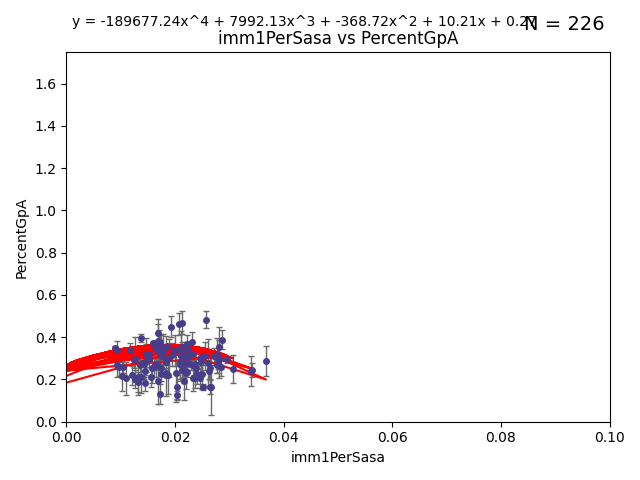 y = -189677.24x^4 + 7992.13x^3 + -368.72x^2 + 10.21x + 0.27
N = 226
imm1PerSasa vs PercentGpA
PercentGpA
1.6
1.4
1.2
1.0
0.8
0.6
0.4
0.2
0.0
0.00 0.02 0.04 0.06 0.08 0.10
imm1PerSasa